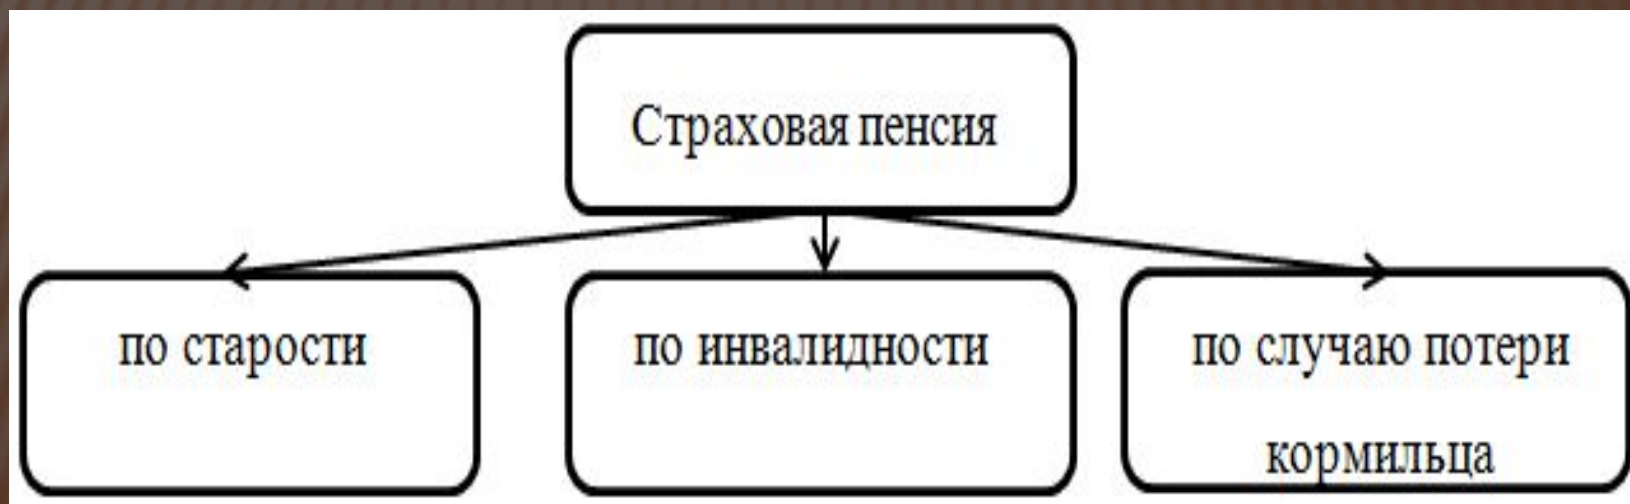 Страховая пенсия
по старости
по инвалидности
по случаю потери
кормильца